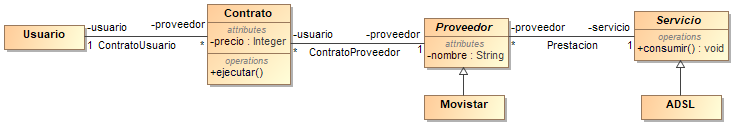 Usuario
-usuario
-proveedor
1
ContratoUsuario
*
Contrato
attributes
-precio : Integer
operations
+ejecutar()
-usuario
-proveedor
*
ContratoProveedor
1
Proveedor
attributes
-nombre : String
-proveedor
-servicio
*
Prestacion
1
Servicio
operations
+consumir() : void
Movistar
ADSL